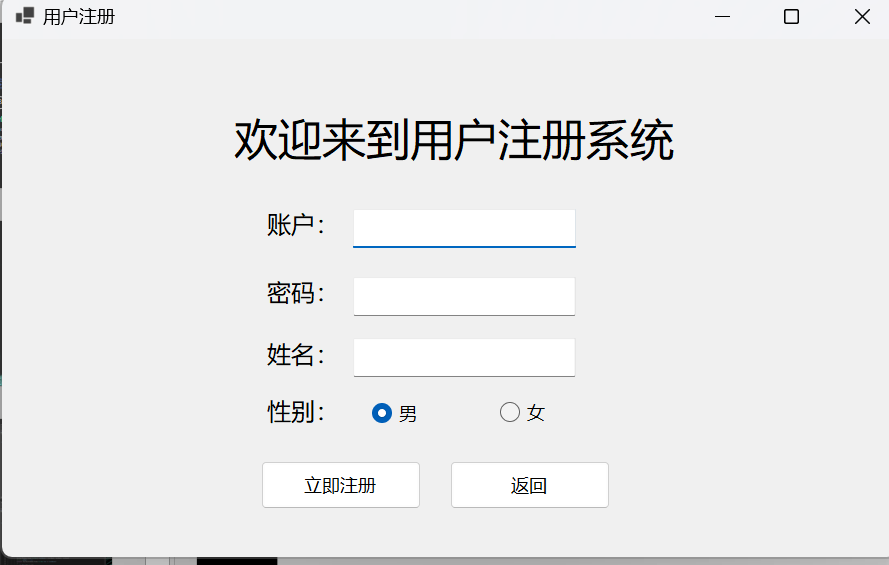 用户注册
欢迎来到用户注册系统
账户：
密码：
姓名：
性别： 男 女
立即注册 返回